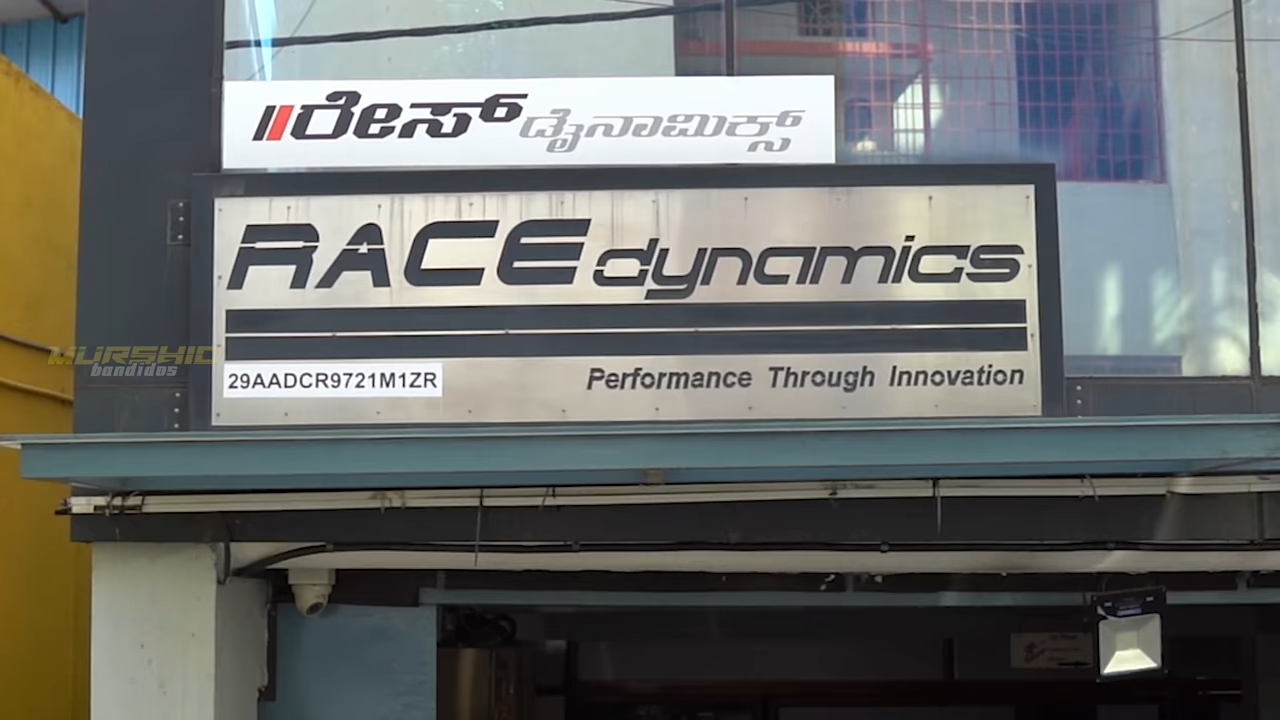 ರೇಸ್ ಡೈನಾಮಿಕ್ಸ್
RACE dynamics
29AADCR9721M1ZR
Performance Through Innovation
MURSHID
bandidos